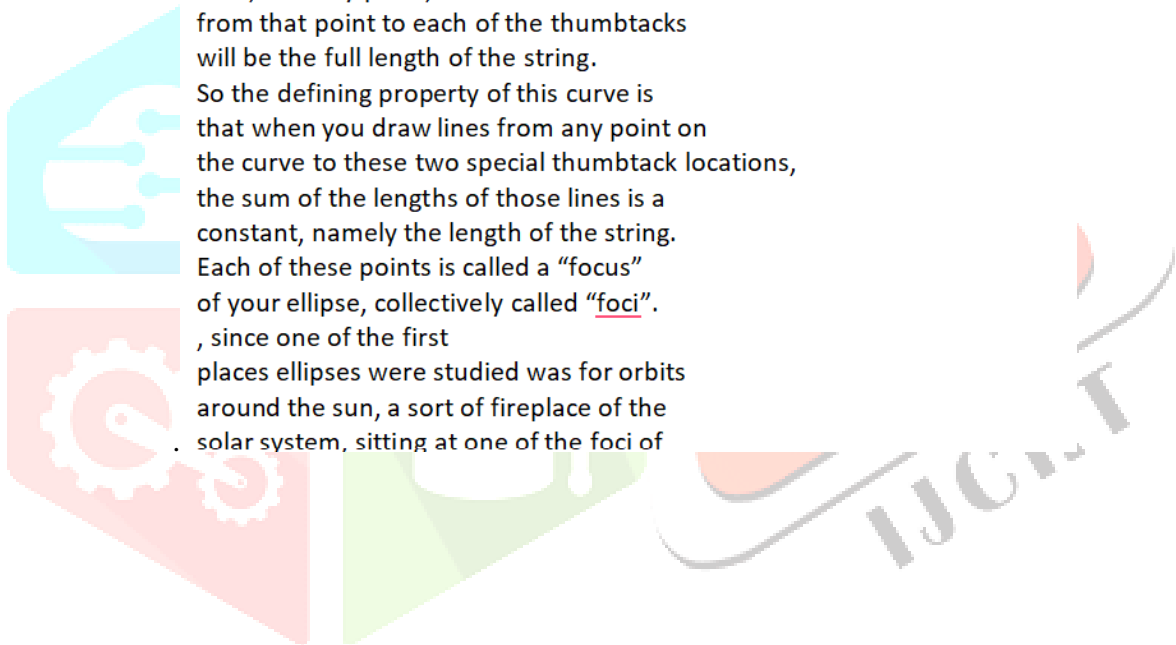 from that point to each of the thumbtacks
will be the full length of the string.
So the defining property of this curve is
that when you draw lines from any point on
the curve to these two special thumbtack locations,
the sum of the lengths of those lines is a
constant, namely the length of the string.
Each of these points is called a “focus”
of your ellipse, collectively called “foci”.
, since one of the first
places ellipses were studied was for orbits
around the sun, a sort of fireplace of the
. solar system, sitting at one of the foci of